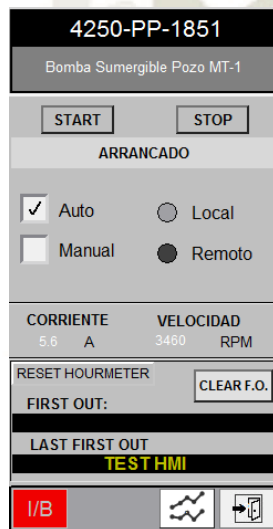 4250-PP-1851
Bomba Sumergible Pozo MT-1
START STOP
ARRANCADO
Auto Local
Manual Remoto
CORRIENTE VELOCIDAD
5.6 A 3460 RPM
RESET HOURMETER
CLEAR F.O.
FIRST OUT:
LAST FIRST OUT
TEST HMI
I/B